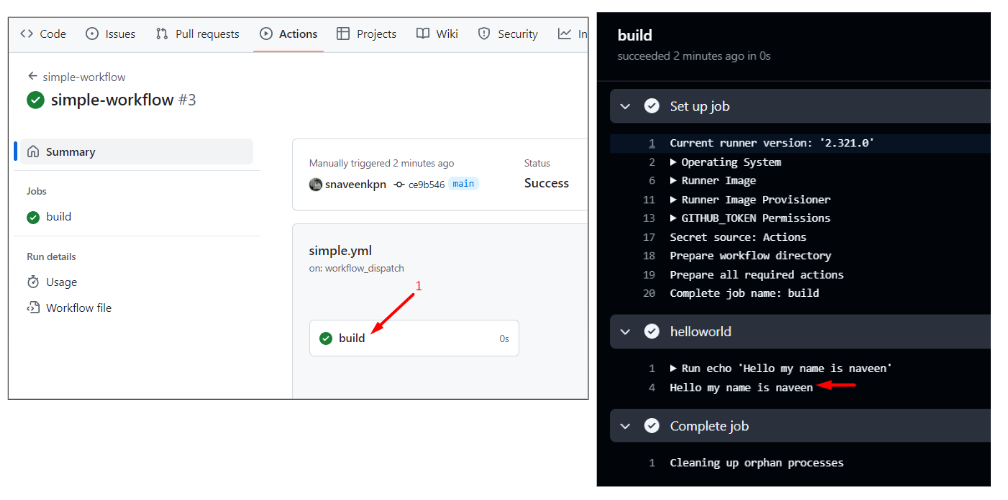 Code Issues Pull requests Actions Projects Wiki Security In
simple-workflow
simple-workflow #3
Summary
Jobs
build
Run details
Usage
Workflow file
Manually triggered 2 minutes ago Status
snaveenkpn ce9b546 main Success
simple.yml
on: workflow_dispatch
1
build 0s
build
succeeded 2 minutes ago in 0s
Set up job
1 Current runner version: '2.321.0'
2 Operating System
6 Runner Image
11 Runner Image Provisioner
13 GITHUB_TOKEN Permissions
17 Secret source: Actions
18 Prepare workflow directory
19 Prepare all required actions
20 Complete job name: build
helloworld
1 Run echo 'Hello my name is naveen'
4 Hello my name is naveen
Complete job
1 Cleaning up orphan processes